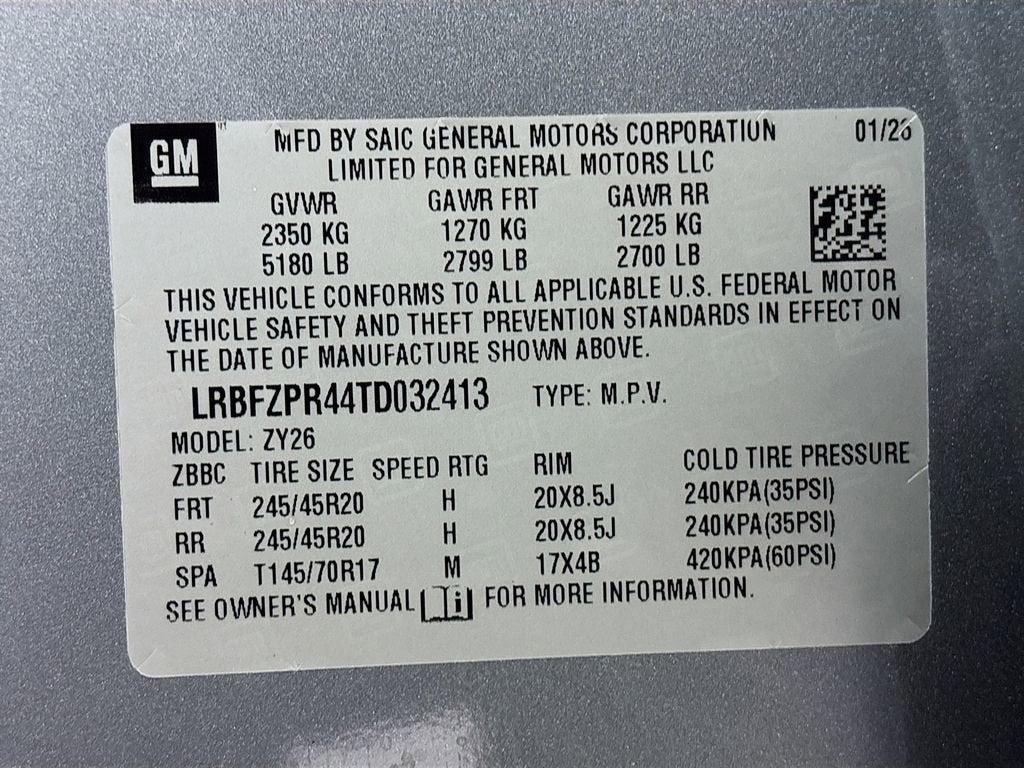 GM
MFD BY SAIC GENERAL MOTORS CORPORATION
LIMITED FOR GENERAL MOTORS LLC
01/26
GVWR GAWR FRT GAWR RR
2350 KG 1270 KG 1225 KG
5180 LB 2799 LB 2700 LB
THIS VEHICLE CONFORMS TO ALL APPLICABLE U.S. FEDERAL MOTOR
VEHICLE SAFETY AND THEFT PREVENTION STANDARDS IN EFFECT ON
THE DATE OF MANUFACTURE SHOWN ABOVE.
LRBFZPR44TD032413 TYPE: M.P.V.
MODEL: ZY26
ZBBC TIRE SIZE SPEED RTG RIM COLD TIRE PRESSURE
FRT 245/45R20 H 20X8.5J 240KPA(35PSI)
RR 245/45R20 H 20X8.5J 240KPA(35PSI)
SPA T145/70R17 M 17X4B 420KPA(60PSI)
SEE OWNER'S MANUAL i FOR MORE INFORMATION.